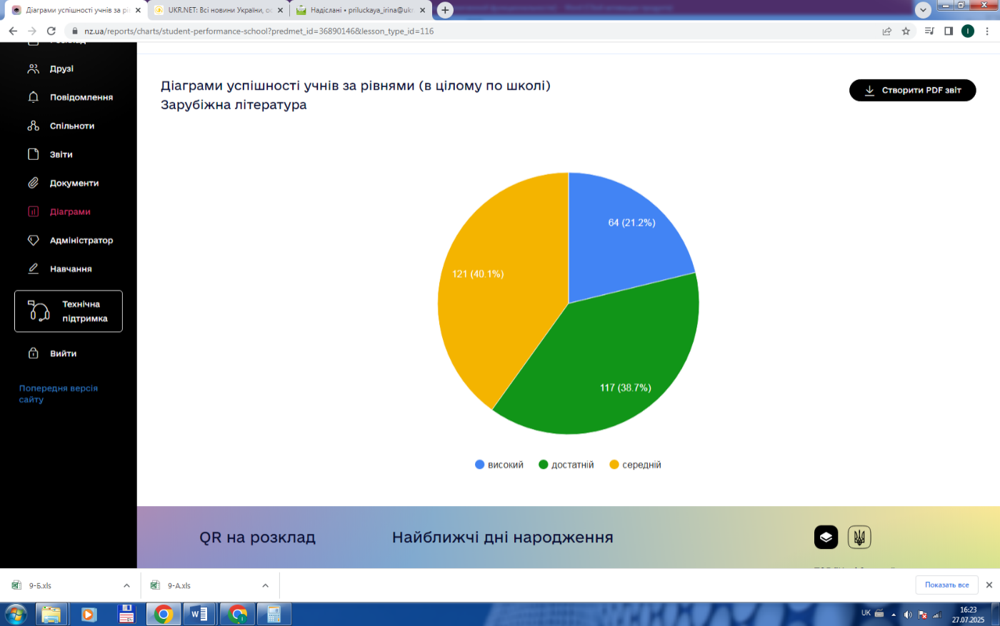 Діаграми успішності учнів за рі
UKR.NET: Всі новини України, ос
Надіслані • priluckaya_irina@ukr
nz.ua/reports/charts/student-performance-school?predmet_id=36890146&lesson_type_id=116
I
Друзі
Повідомлення
Спільноти
Звіти
Документи
Діаграми
Адміністратор
Навчання
Технічна
підтримка
Вийти
Попередня версія
сайту
Діаграми успішності учнів за рівнями (в цілому по школі)
Зарубіжна література
Створити PDF звіт
64 (21.2%)
121 (40.1%)
117 (38.7%)
високий
достатній
середній
QR на розклад
Найближчі дні народження
9-Б.xls
9-А.xls
Показать все
UK
16:23
27.07.2025